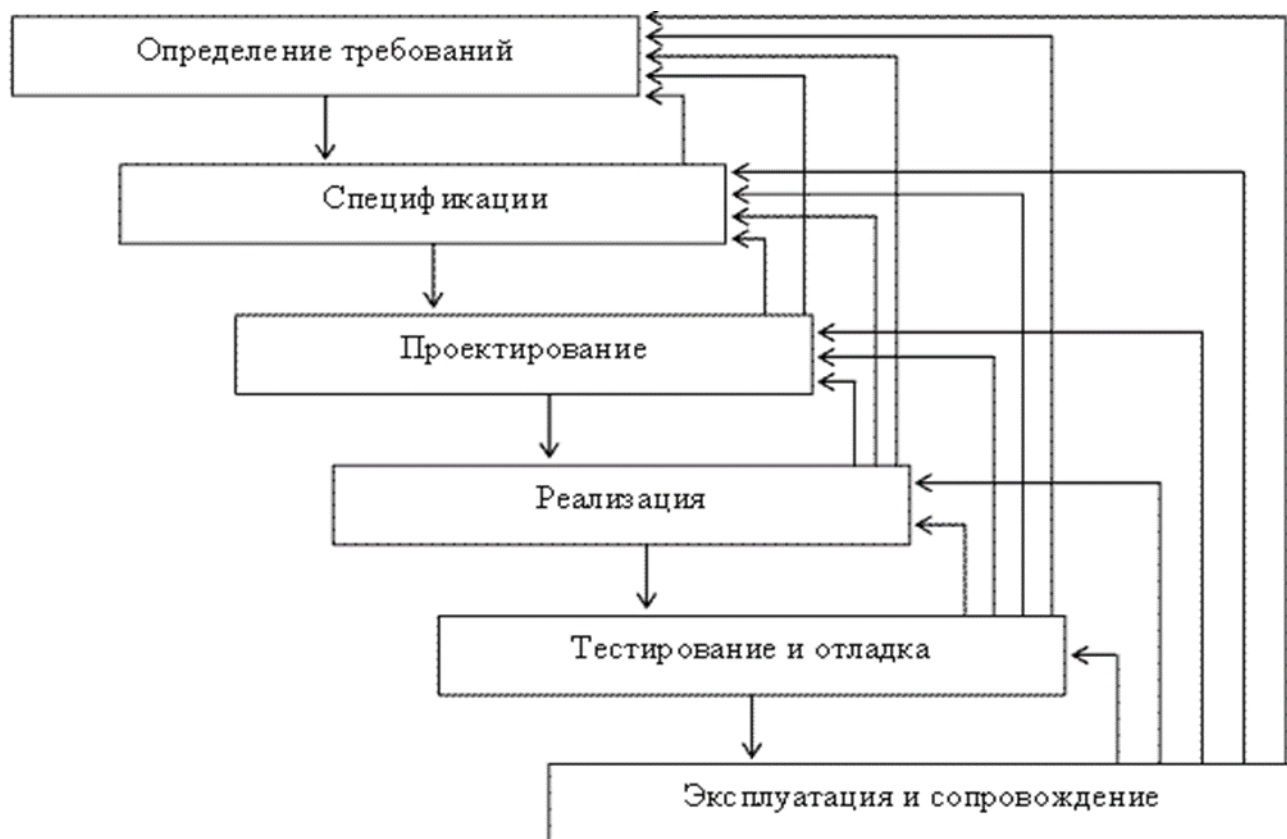 Определение требований
Спецификации
Проектирование
Реализация
Тестирование и отладка
Эксплуатация и сопровождение